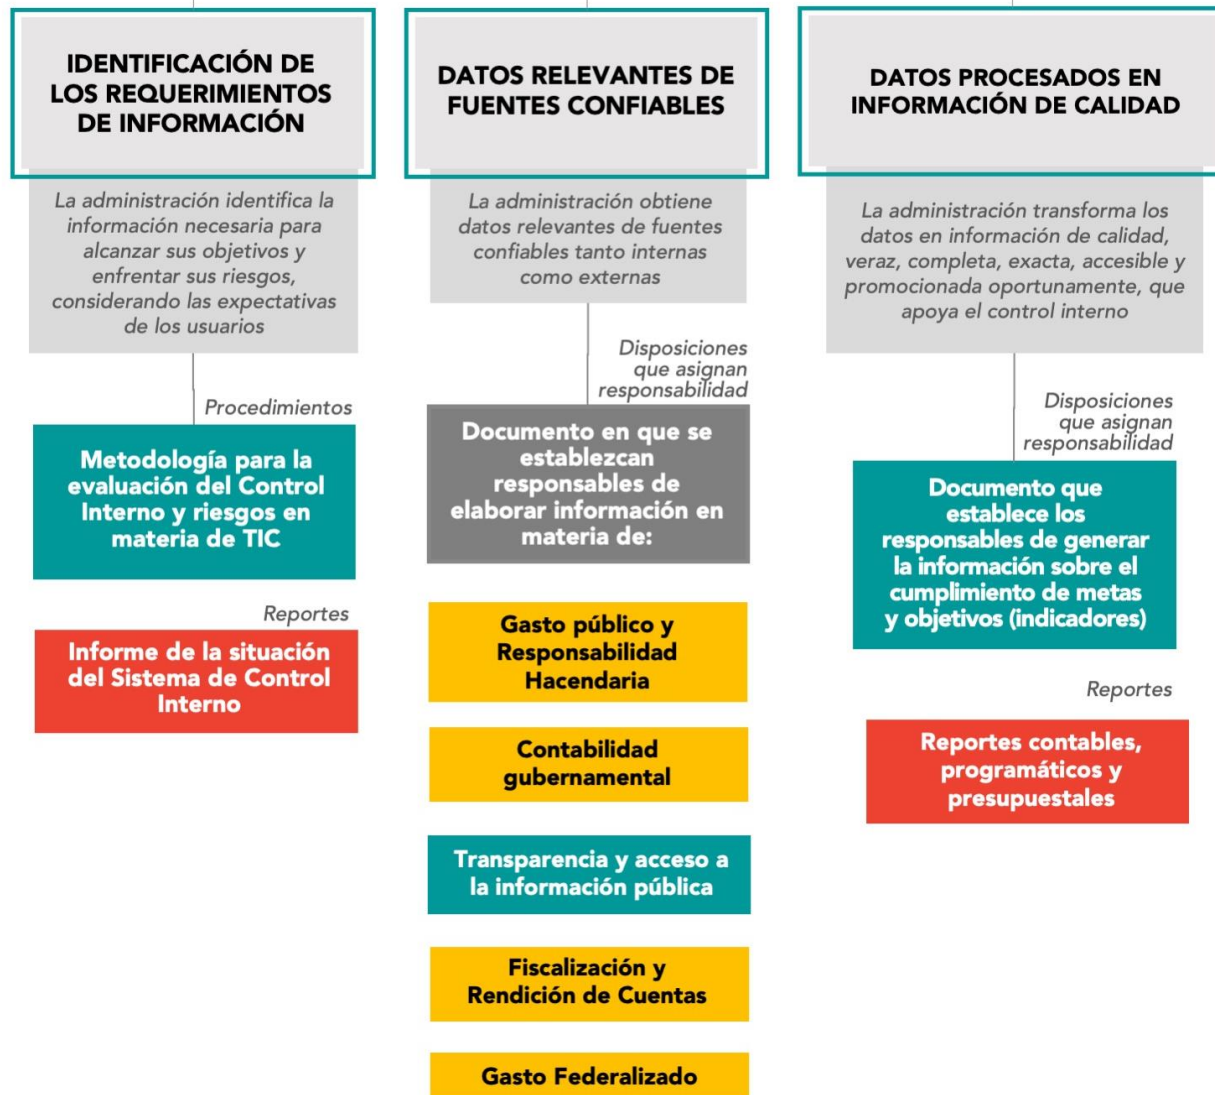 IDENTIFICACIÓN DE
LOS REQUERIMIENTOS
DE INFORMACIÓN
La administración identifica la
información necesaria para
alcanzar sus objetivos y
enfrentar sus riesgos,
considerando las expectativas
de los usuarios
Procedimientos
Metodología para la
evaluación del Control
Interno y riesgos en
materia de TIC
Reportes
Informe de la situación
del Sistema de Control
Interno
DATOS RELEVANTES DE
FUENTES CONFIABLES
La administración obtiene
datos relevantes de fuentes
confiables tanto internas
como externas
Disposiciones
que asignan
responsabilidad
Documento en que se
establezcan
responsables de
elaborar información en
materia de:
Gasto público y
Responsabilidad
Hacendaria
Contabilidad
gubernamental
Transparencia y acceso a
la información pública
Fiscalización y
Rendición de Cuentas
Gasto Federalizado
DATOS PROCESADOS EN
INFORMACIÓN DE CALIDAD
La administración transforma los
datos en información de calidad,
veraz, completa, exacta, accesible y
promocionada oportunamente, que
apoya el control interno
Disposiciones
que asignan
responsabilidad
Documento que
establece los
responsables de generar
la información sobre el
cumplimiento de metas
y objetivos (indicadores)
Reportes
Reportes contables,
programáticos y
presupuestales